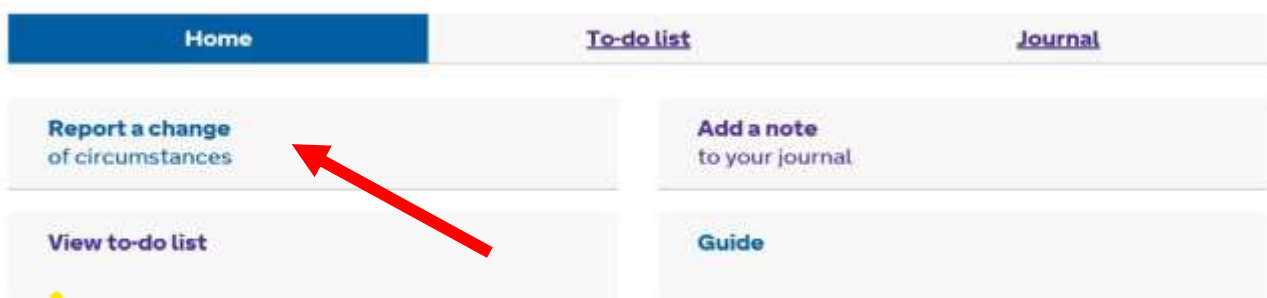 Home To-do list Journal
Report a change
of circumstances
Add a note
to your journal
View to-do list
Guide